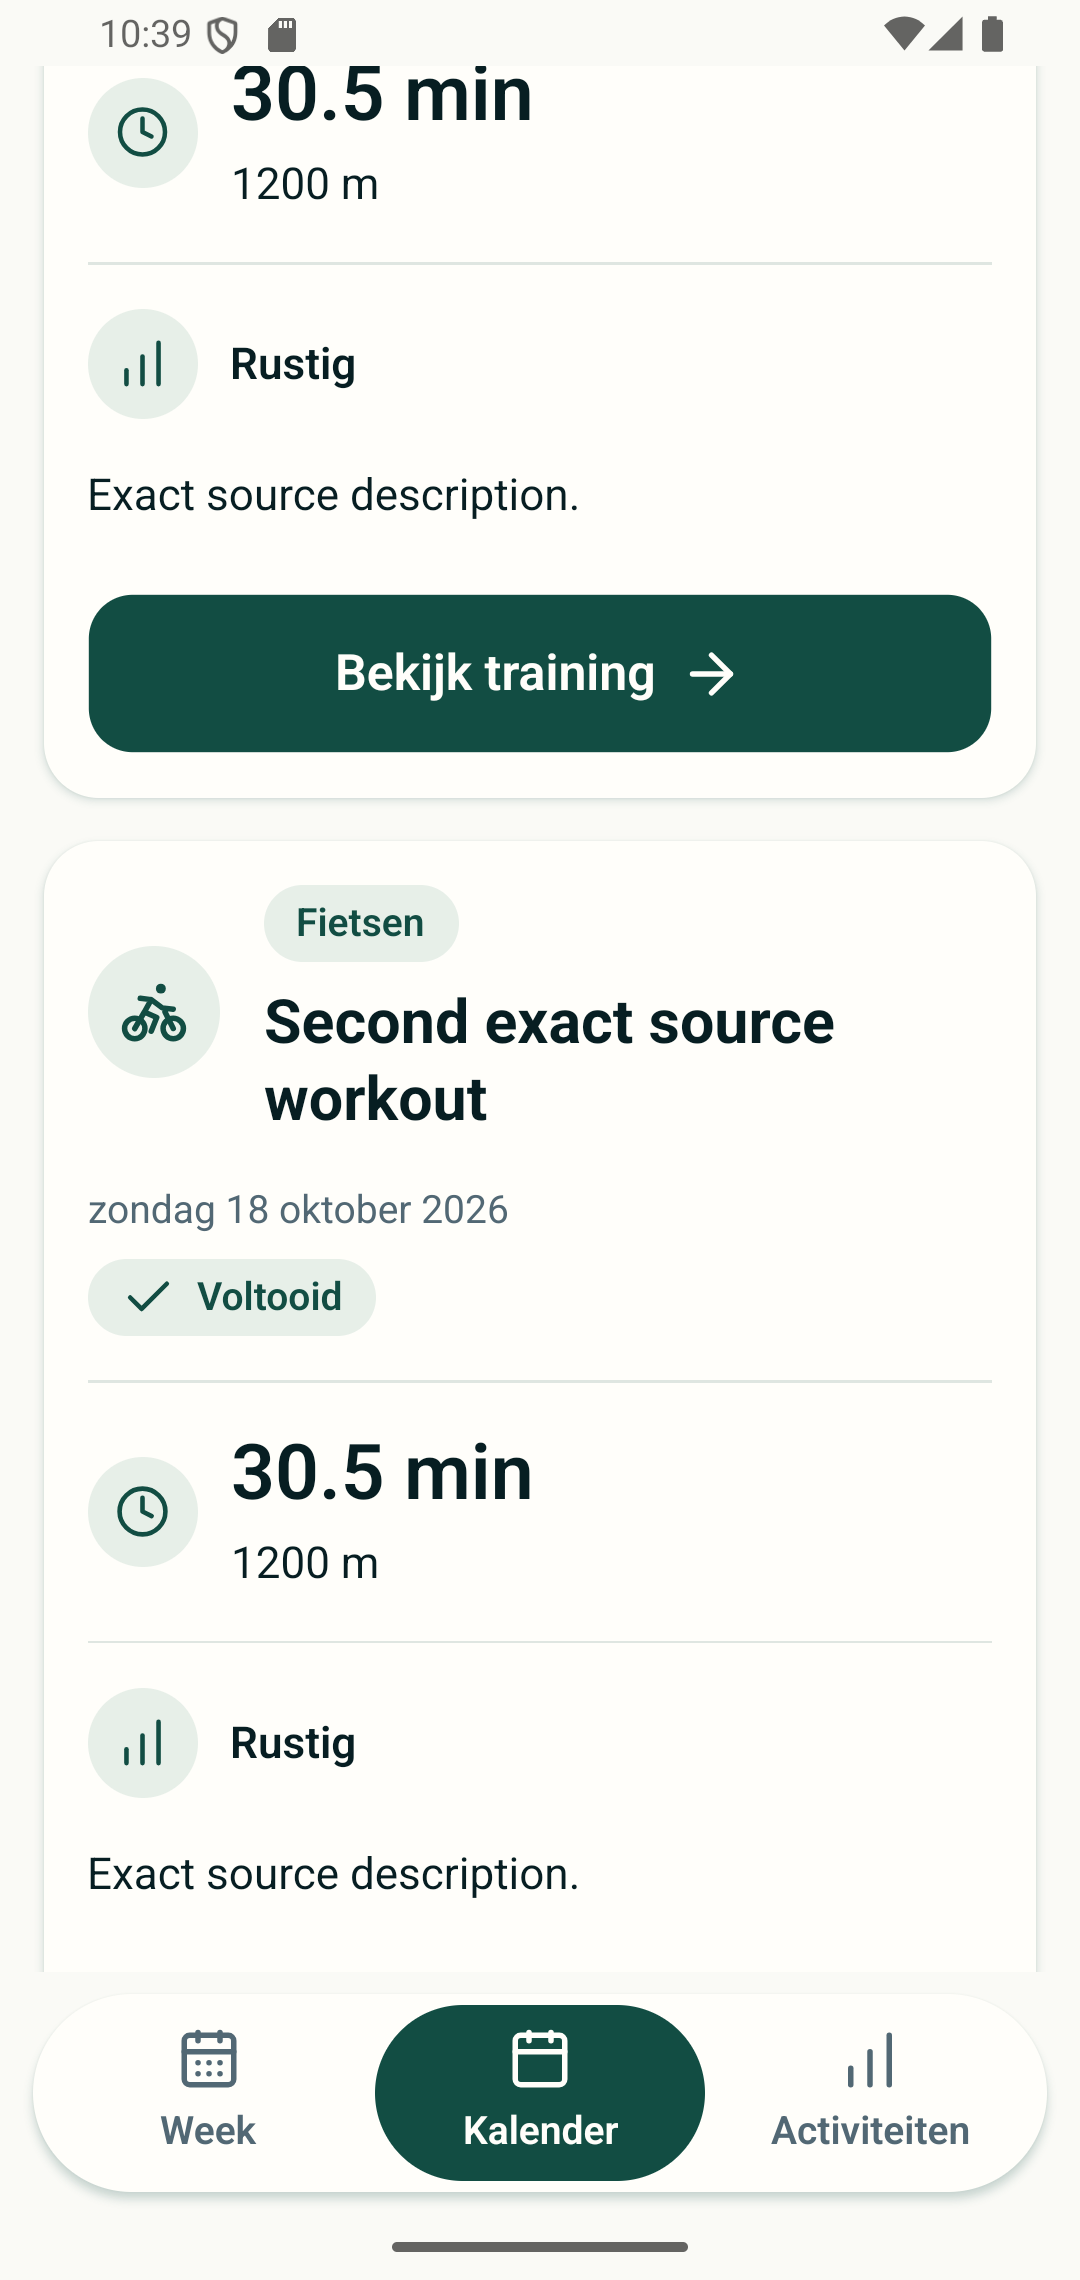 10:39
30.5 min
1200 m
Rustig
Exact source description.
Bekijk training
Fietsen
Second exact source
workout
zondag 18 oktober 2026
Voltooid
30.5 min
1200 m
Rustig
Exact source description.
Week
Kalender
Activiteiten